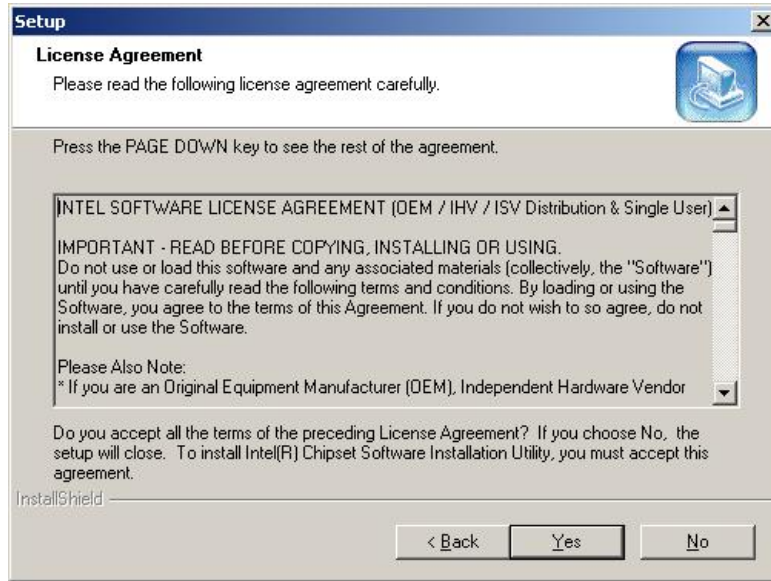 Setup
License Agreement
Please read the following license agreement carefully.
Press the PAGE DOWN key to see the rest of the agreement.
INTEL SOFTWARE LICENSE AGREEMENT (OEM / IHV / ISV Distribution & Single User)
IMPORTANT - READ BEFORE COPYING, INSTALLING OR USING.
Do not use or load this software and any associated materials (collectively, the "Software")
until you have carefully read the following terms and conditions. By loading or using the
Software, you agree to the terms of this Agreement. If you do not wish to so agree, do not
install or use the Software.
Please Also Note:
* If you are an Original Equipment Manufacturer (OEM), Independent Hardware Vendor
Do you accept all the terms of the preceding License Agreement? If you choose No, the
setup will close. To install Intel(R) Chipset Software Installation Utility, you must accept this
agreement.
InstallShield
< Back Yes No